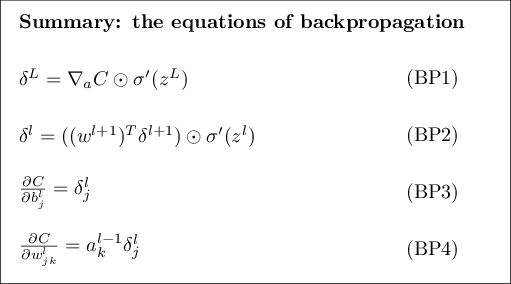 Summary: the equations of backpropagation
δ^L = ∇_a C ⊙ σ′(z^L) (BP1)
δ^l = ((w^{l+1})^T δ^{l+1}) ⊙ σ′(z^l) (BP2)
∂C/∂b^l_j = δ^l_j (BP3)
∂C/∂w^l_{jk} = a^{l−1}_k δ^l_j (BP4)